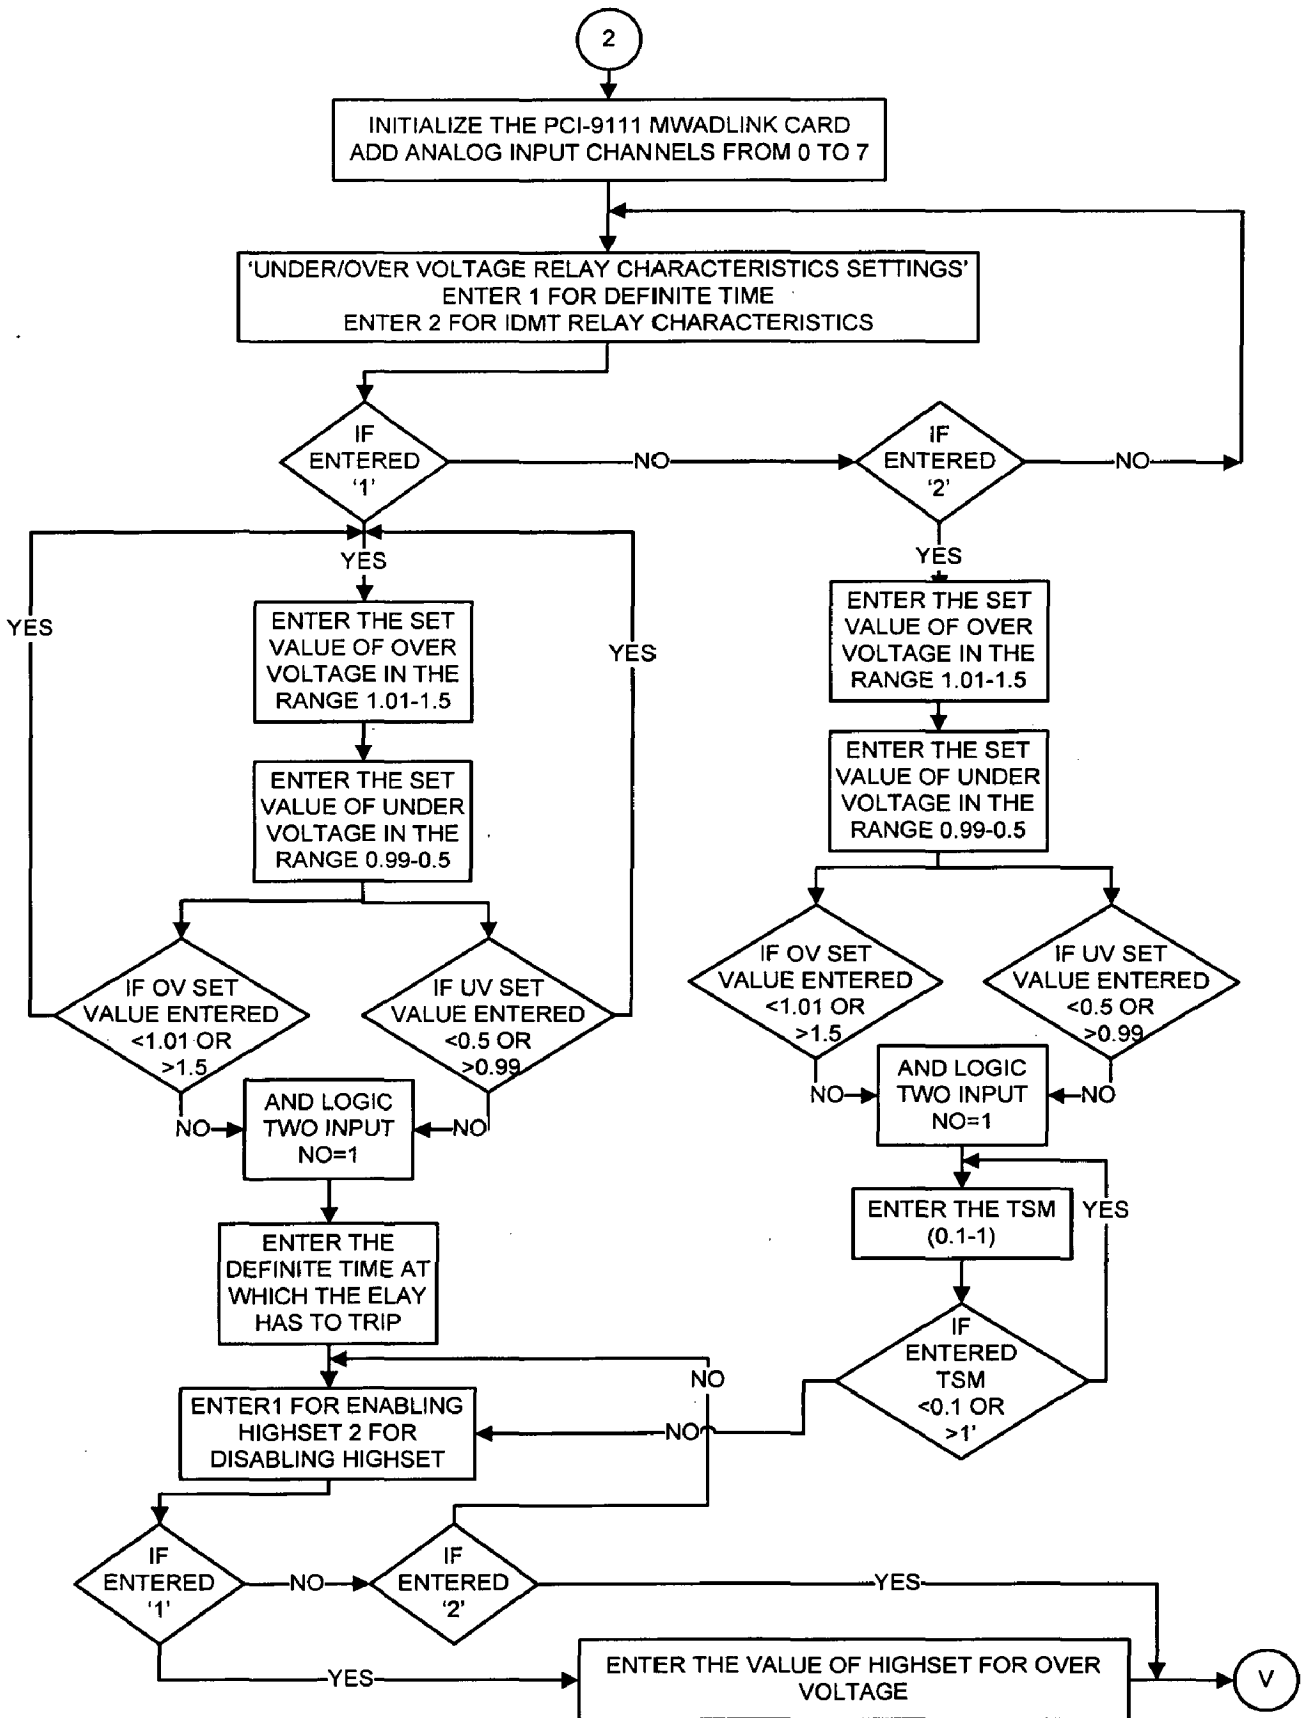 2
INITIALIZE THE PCI-9111 MWADLINK CARD
ADD ANALOG INPUT CHANNELS FROM 0 TO 7
'UNDER/OVER VOLTAGE RELAY CHARACTERISTICS SETTINGS'
ENTER 1 FOR DEFINITE TIME
ENTER 2 FOR IDMT RELAY CHARACTERISTICS
IF
ENTERED
'1'
NO
IF
ENTERED
'2'
NO
YES
YES
YES
ENTER THE SET
VALUE OF OVER
VOLTAGE IN THE
RANGE 1.01-1.5
YES
ENTER THE SET
VALUE OF OVER
VOLTAGE IN THE
RANGE 1.01-1.5
ENTER THE SET
VALUE OF UNDER
VOLTAGE IN THE
RANGE 0.99-0.5
ENTER THE SET
VALUE OF UNDER
VOLTAGE IN THE
RANGE 0.99-0.5
IF OV SET
VALUE ENTERED
<1.01 OR
>1.5
IF UV SET
VALUE ENTERED
<0.5 OR
>0.99
IF OV SET
VALUE ENTERED
<1.01 OR
>1.5
IF UV SET
VALUE ENTERED
<0.5 OR
>0.99
NO
AND LOGIC
TWO INPUT
NO=1
NO
NO
AND LOGIC
TWO INPUT
NO=1
NO
ENTER THE TSM
(0.1-1)
YES
ENTER THE
DEFINITE TIME AT
WHICH THE ELAY
HAS TO TRIP
IF
ENTERED
TSM
<0.1 OR
>1'
NO
ENTER1 FOR ENABLING
HIGHSET 2 FOR
DISABLING HIGHSET
NO
IF
ENTERED
'1'
NO
IF
ENTERED
'2'
YES
YES
ENTER THE VALUE OF HIGHSET FOR OVER
VOLTAGE
V